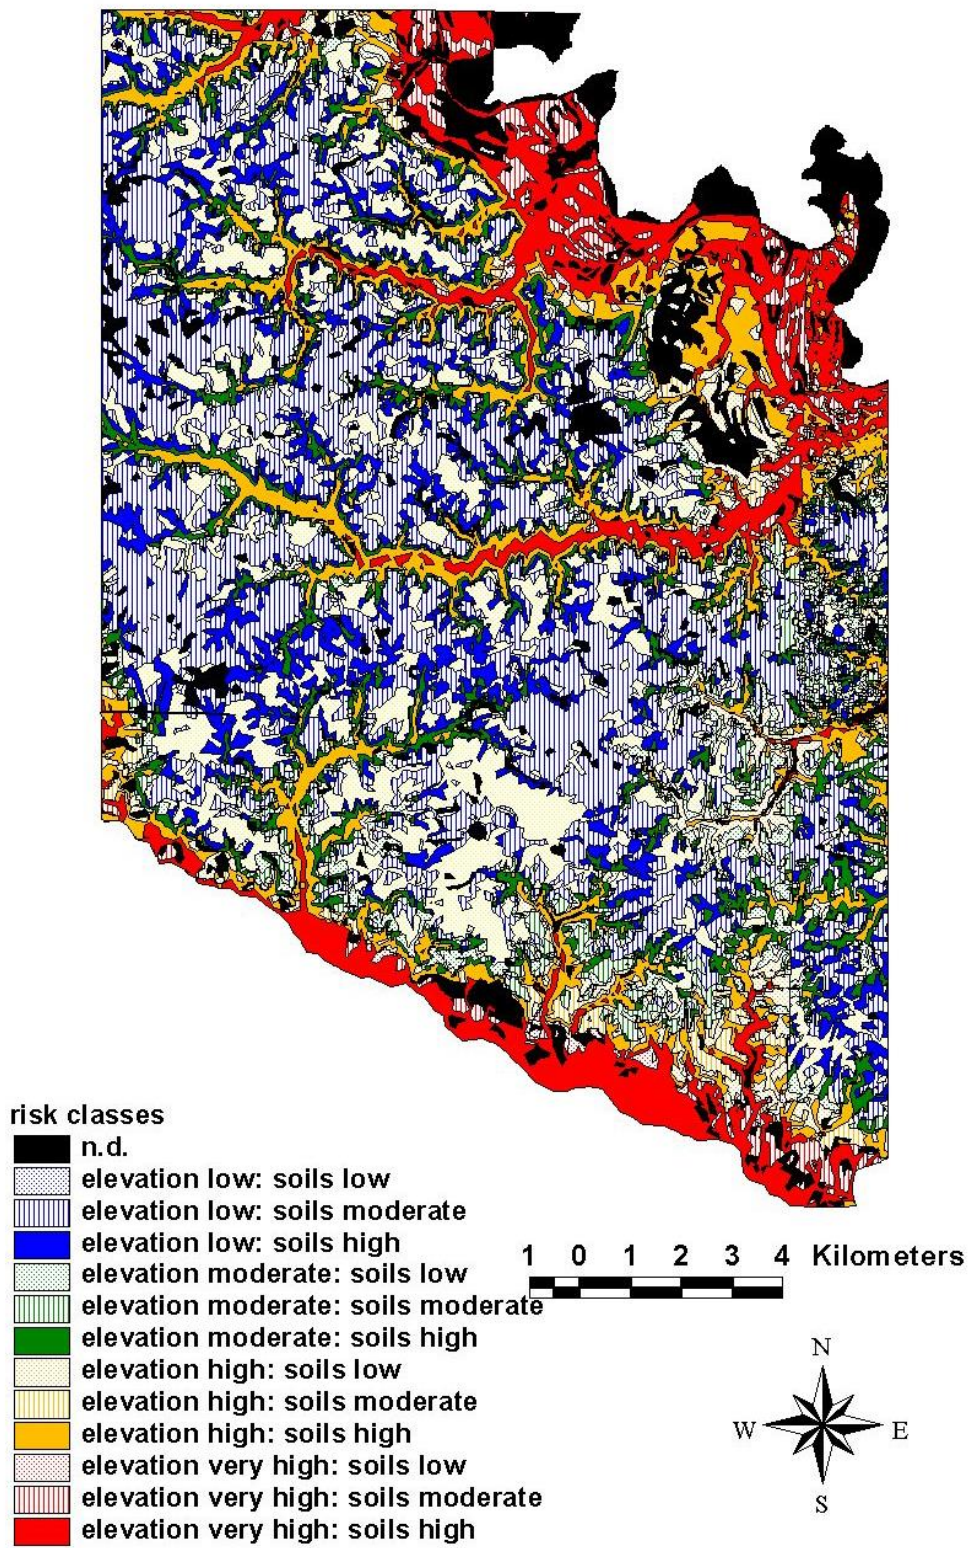 risk classes
n.d.
elevation low: soils low
elevation low: soils moderate
elevation low: soils high
elevation moderate: soils low
elevation moderate: soils moderate
elevation moderate: soils high
elevation high: soils low
elevation high: soils moderate
elevation high: soils high
elevation very high: soils low
elevation very high: soils moderate
elevation very high: soils high
1 0 1 2 3 4 Kilometers
N
W E
S